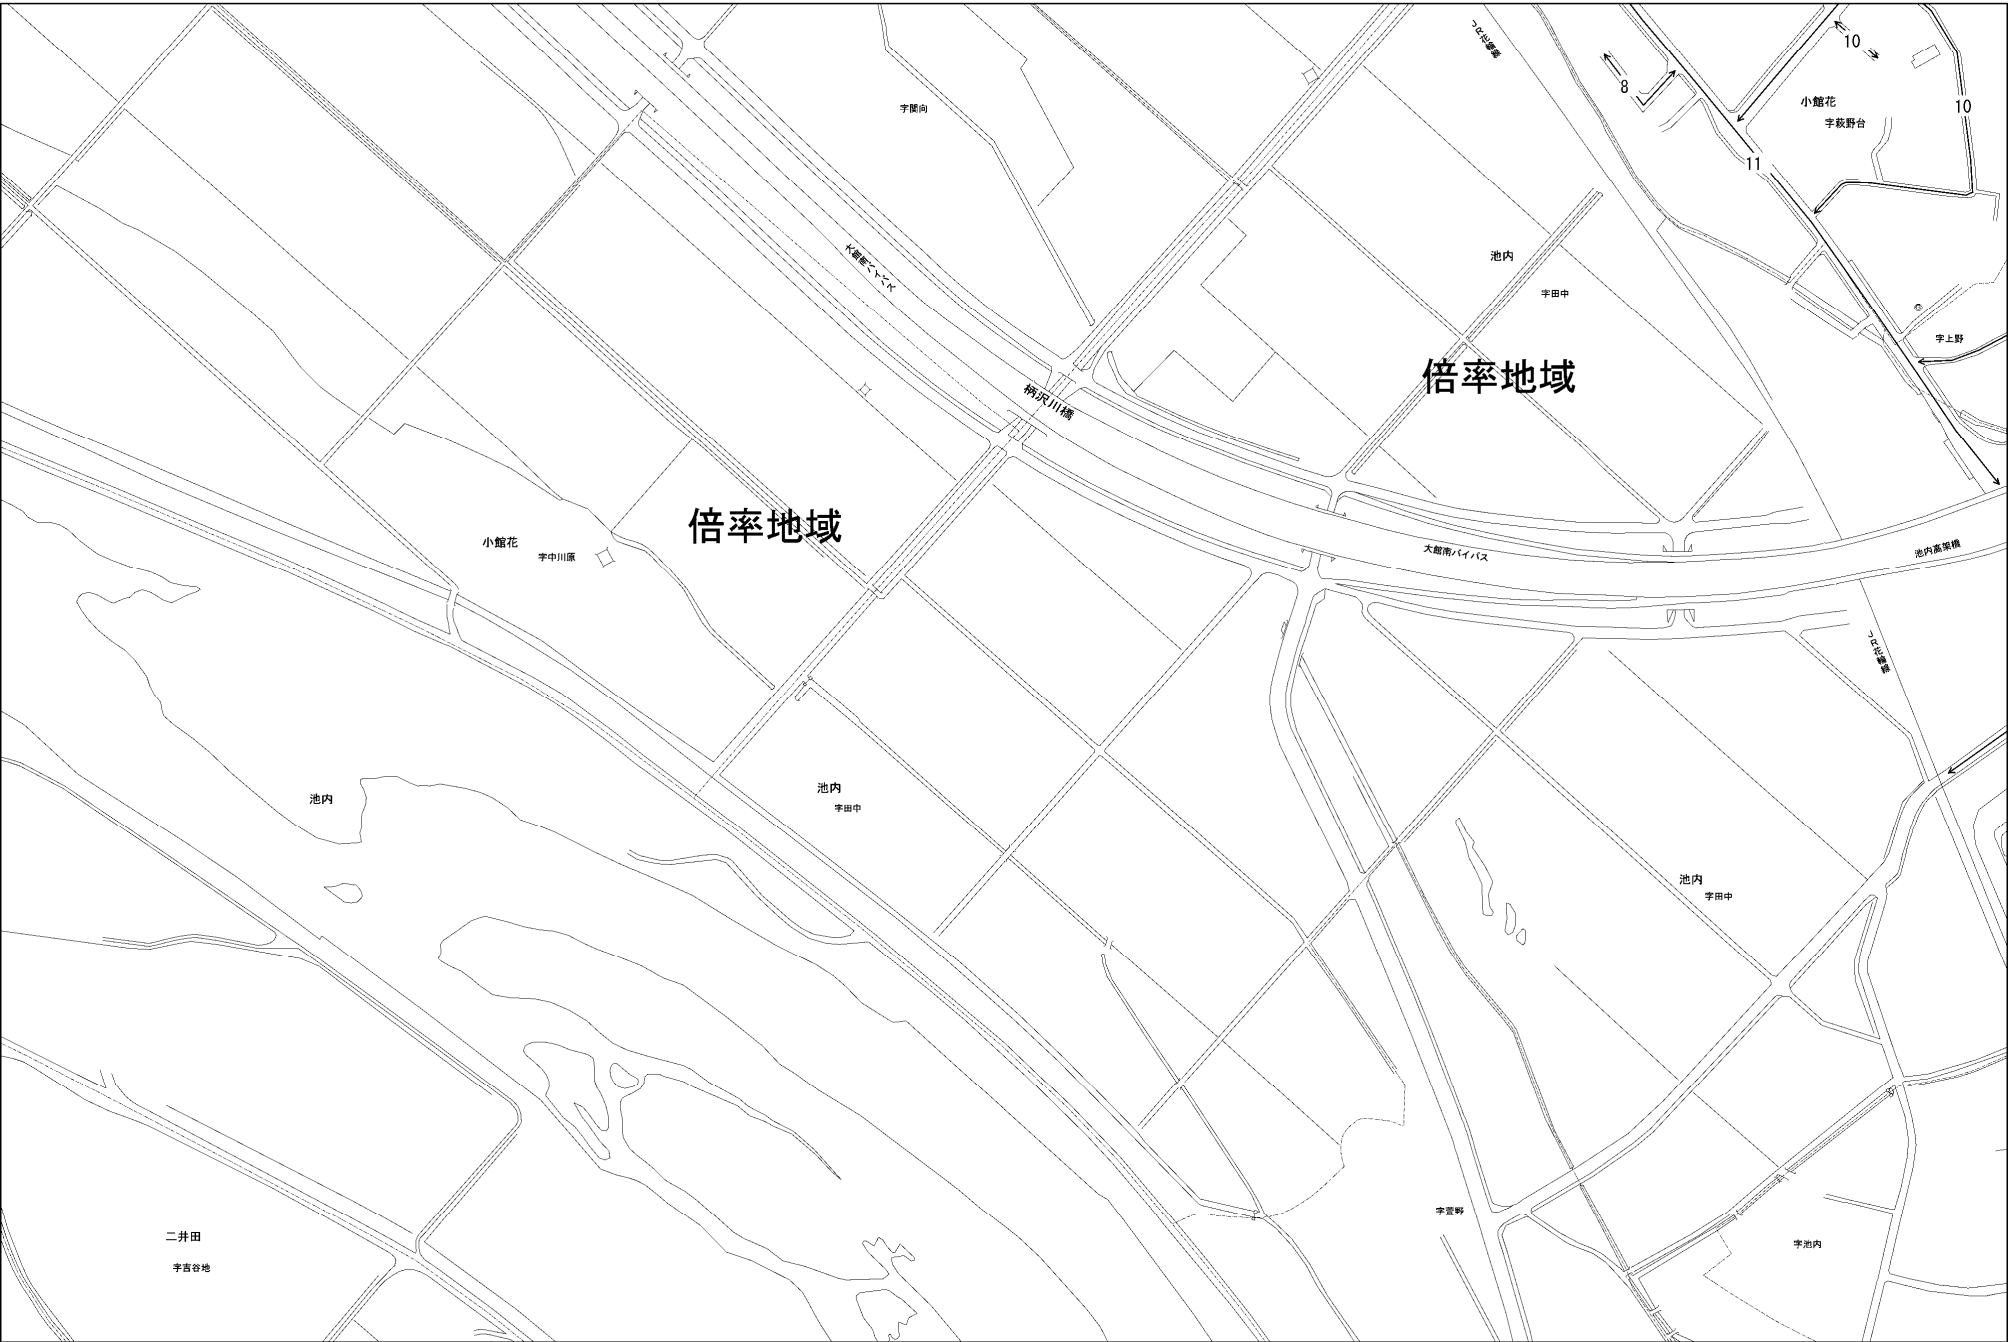 JR花輪線
10
8
小館花
10
字関向
字萩野台
11
大館南バイパス
池内
字田中
字上野
倍率地域
柄沢川橋
倍率地域
小館花
字中川原
大館南バイパス
池内高架橋
JR花輪線
池内
字田中
池内
池内
字田中
字萱野
二井田
字池内
字吉谷地